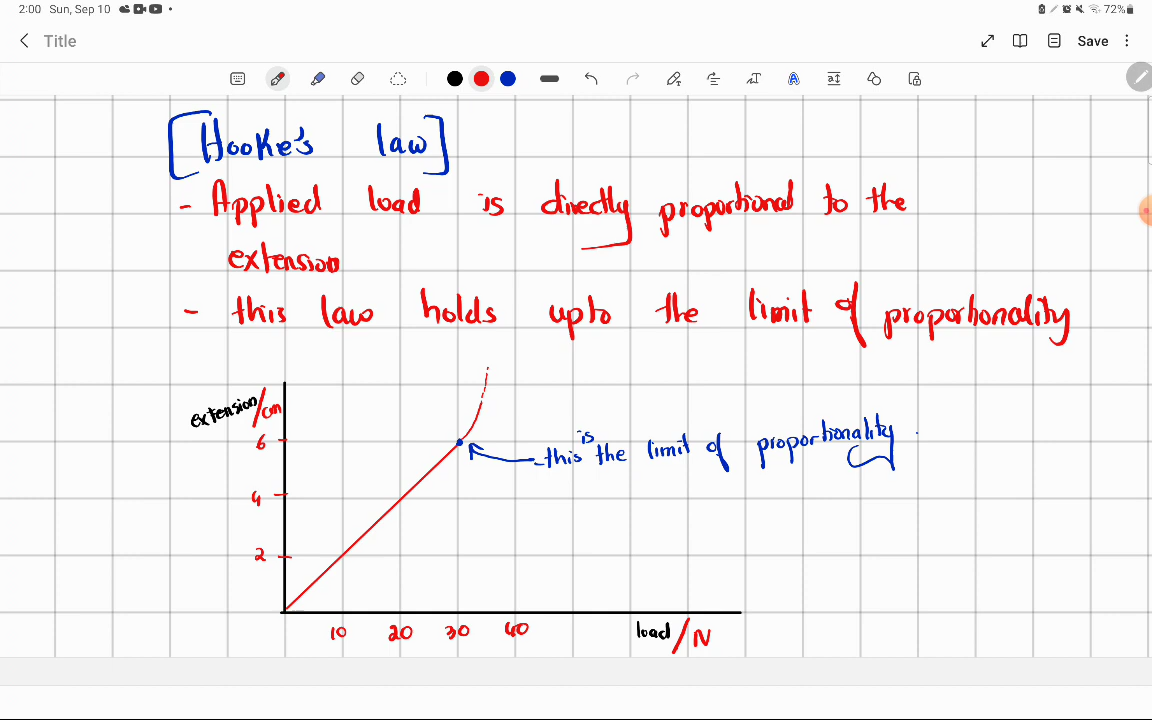 2:00 Sun, Sep 10
72%
Title
Save
[Hooke's law]
- Applied load is directly proportional to the
extension
- this law holds upto the limit of proportionality
extension/cm
6
this is the limit of proportionality
4
2
10 20 30 40 load/N